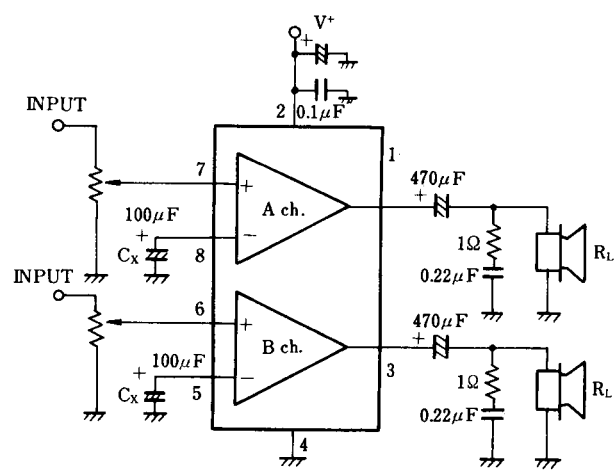 V⁺
+
2
0.1μF
INPUT
7
1
+
A ch.
−
100μF
+
Cx
8
470μF
+
1Ω
0.22μF
RL
INPUT
6
+
B ch.
−
100μF
+
Cx
5
3
470μF
+
1Ω
0.22μF
RL
4